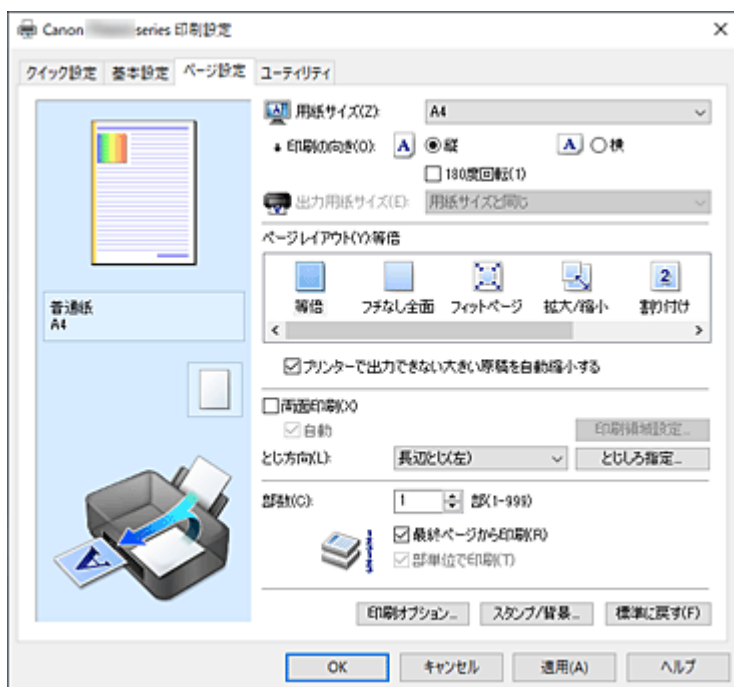 Canon series 印刷設定
クイック設定 基本設定 ページ設定 ユーティリティ
用紙サイズ(Z): A4
印刷の向き(O): A 縦 A 横
180度回転(1)
出力用紙サイズ(E): 用紙サイズと同じ
ページレイアウト(Y):等倍
等倍 フチなし全面 フィットページ 拡大/縮小 2 割り付け
普通紙
A4
プリンターで出力できない大きい原稿を自動縮小する
両面印刷(X)
自動 印刷領域設定...
とじ方向(L): 長辺とじ(左) とじしろ指定...
部数(C): 1 部(1-999)
最終ページから印刷(R)
部単位で印刷(T)
A
印刷オプション... スタンプ/背景... 標準に戻す(F)
OK キャンセル 適用(A) ヘルプ